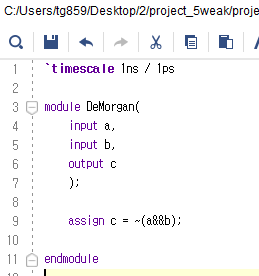 C:/Users/tg859/Desktop/2/project_5weak/proje
1 `timescale 1ns / 1ps
2
3 module DeMorgan(
4 input a,
5 input b,
6 output c
7 );
8
9 assign c = ~(a&&b);
10
11 endmodule